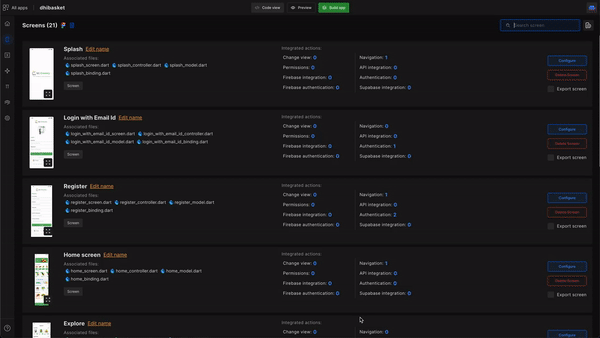 All apps
dhibasket
Code view
Preview
Build app
Screens (21)
Search screen
Splash Edit name
Associated files:
splash_screen.dart splash_controller.dart splash_model.dart
splash_binding.dart
Screen
Integrated actions:
Change view: 0
Permissions: 0
Firebase integration: 0
Firebase authentication: 0
Navigation: 1
API integration: 0
Authentication: 0
Supabase integration: 0
Configure
Delete Screen
Export screen
Login with Email Id Edit name
Associated files:
login_with_email_id_screen.dart login_with_email_id_controller.dart
login_with_email_id_model.dart login_with_email_id_binding.dart
Screen
Integrated actions:
Change view: 0
Permissions: 0
Firebase integration: 0
Firebase authentication: 0
Navigation: 0
API integration: 0
Authentication: 1
Supabase integration: 0
Configure
Delete Screen
Export screen
Register Edit name
Associated files:
register_screen.dart register_controller.dart register_model.dart
register_binding.dart
Screen
Integrated actions:
Change view: 0
Permissions: 0
Firebase integration: 0
Firebase authentication: 0
Navigation: 1
API integration: 0
Authentication: 2
Supabase integration: 0
Configure
Delete Screen
Export screen
Home screen Edit name
Associated files:
home_screen.dart home_controller.dart home_model.dart
home_binding.dart
Screen
Integrated actions:
Change view: 0
Permissions: 0
Firebase integration: 0
Firebase authentication: 0
Navigation: 1
API integration: 0
Authentication: 0
Supabase integration: 0
Configure
Delete Screen
Export screen
Explore Edit name
Associated files:
Integrated actions:
Change view: 0
Navigation: 0
Configure